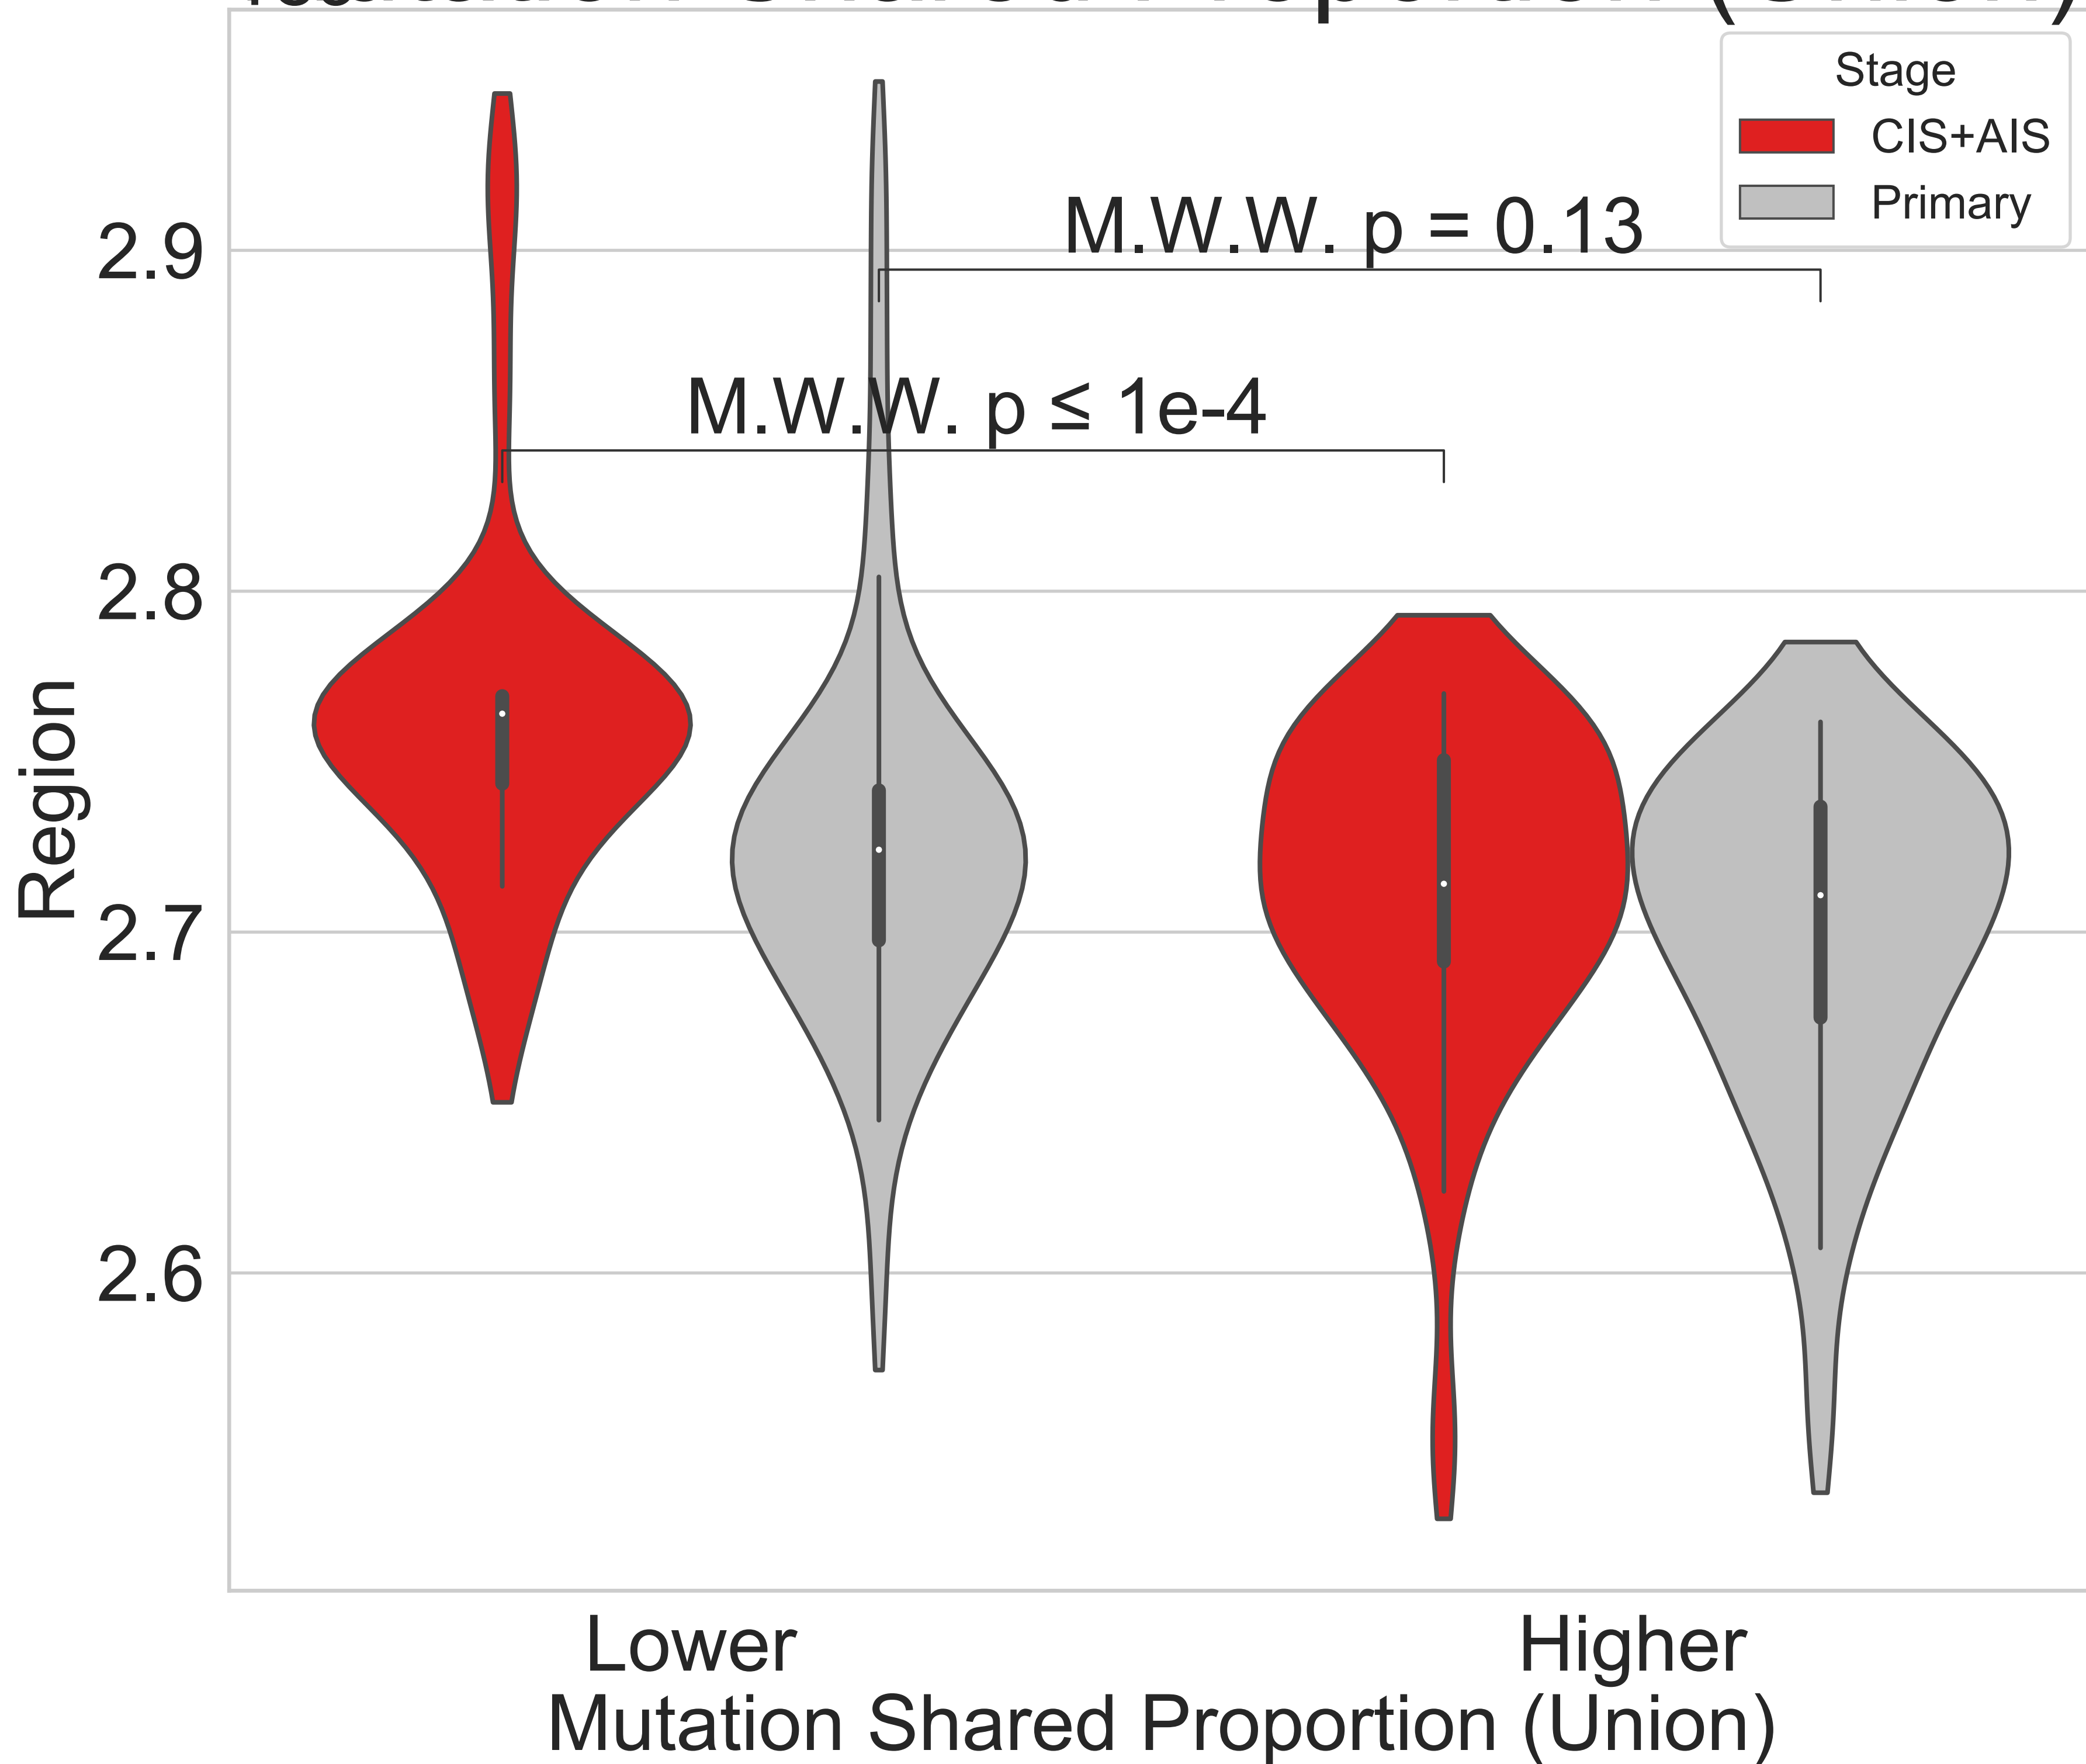 Stage
CIS+AIS
Primary
M.W.W. p = 0.13
M.W.W. p ≤ 1e-4
2.9
2.8
2.7
2.6
Region
Lower
Higher
Mutation Shared Proportion (Union)